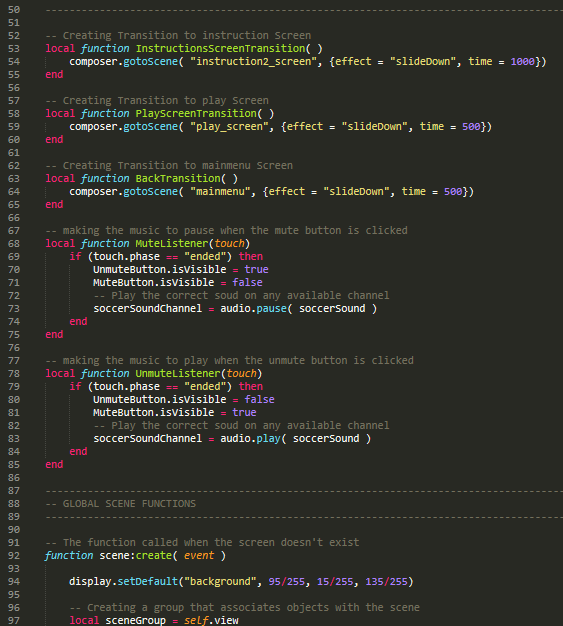 50 ----------------------------------------------------------------------------------------
51
52 -- Creating Transition to instruction Screen
53 local function InstructionsScreenTransition( )
54     composer.gotoScene( "instruction2_screen", {effect = "slideDown", time = 1000})
55 end
56
57 -- Creating Transition to play Screen
58 local function PlayScreenTransition( )
59     composer.gotoScene( "play_screen", {effect = "slideDown", time = 500})
60 end
61
62 -- Creating Transition to mainmenu Screen
63 local function BackTransition( )
64     composer.gotoScene( "mainmenu", {effect = "slideDown", time = 500})
65 end
66
67 -- making the music to pause when the mute button is clicked
68 local function MuteListener(touch)
69     if (touch.phase == "ended") then
70         UnmuteButton.isVisible = true
71         MuteButton.isVisible = false
72         -- Play the correct soud on any available channel
73         soccerSoundChannel = audio.pause( soccerSound )
74     end
75 end
76
77 -- making the music to play when the unmute button is clicked
78 local function UnmuteListener(touch)
79     if (touch.phase == "ended") then
80         UnmuteButton.isVisible = false
81         MuteButton.isVisible = true
82         -- Play the correct soud on any available channel
83         soccerSoundChannel = audio.play( soccerSound )
84     end
85 end
86
87 ----------------------------------------------------------------------------------------
88 -- GLOBAL SCENE FUNCTIONS
89 ----------------------------------------------------------------------------------------
90
91 -- The function called when the screen doesn't exist
92 function scene:create( event )
93
94     display.setDefault("background", 95/255, 15/255, 135/255)
95
96     -- Creating a group that associates objects with the scene
97     local sceneGroup = self.view